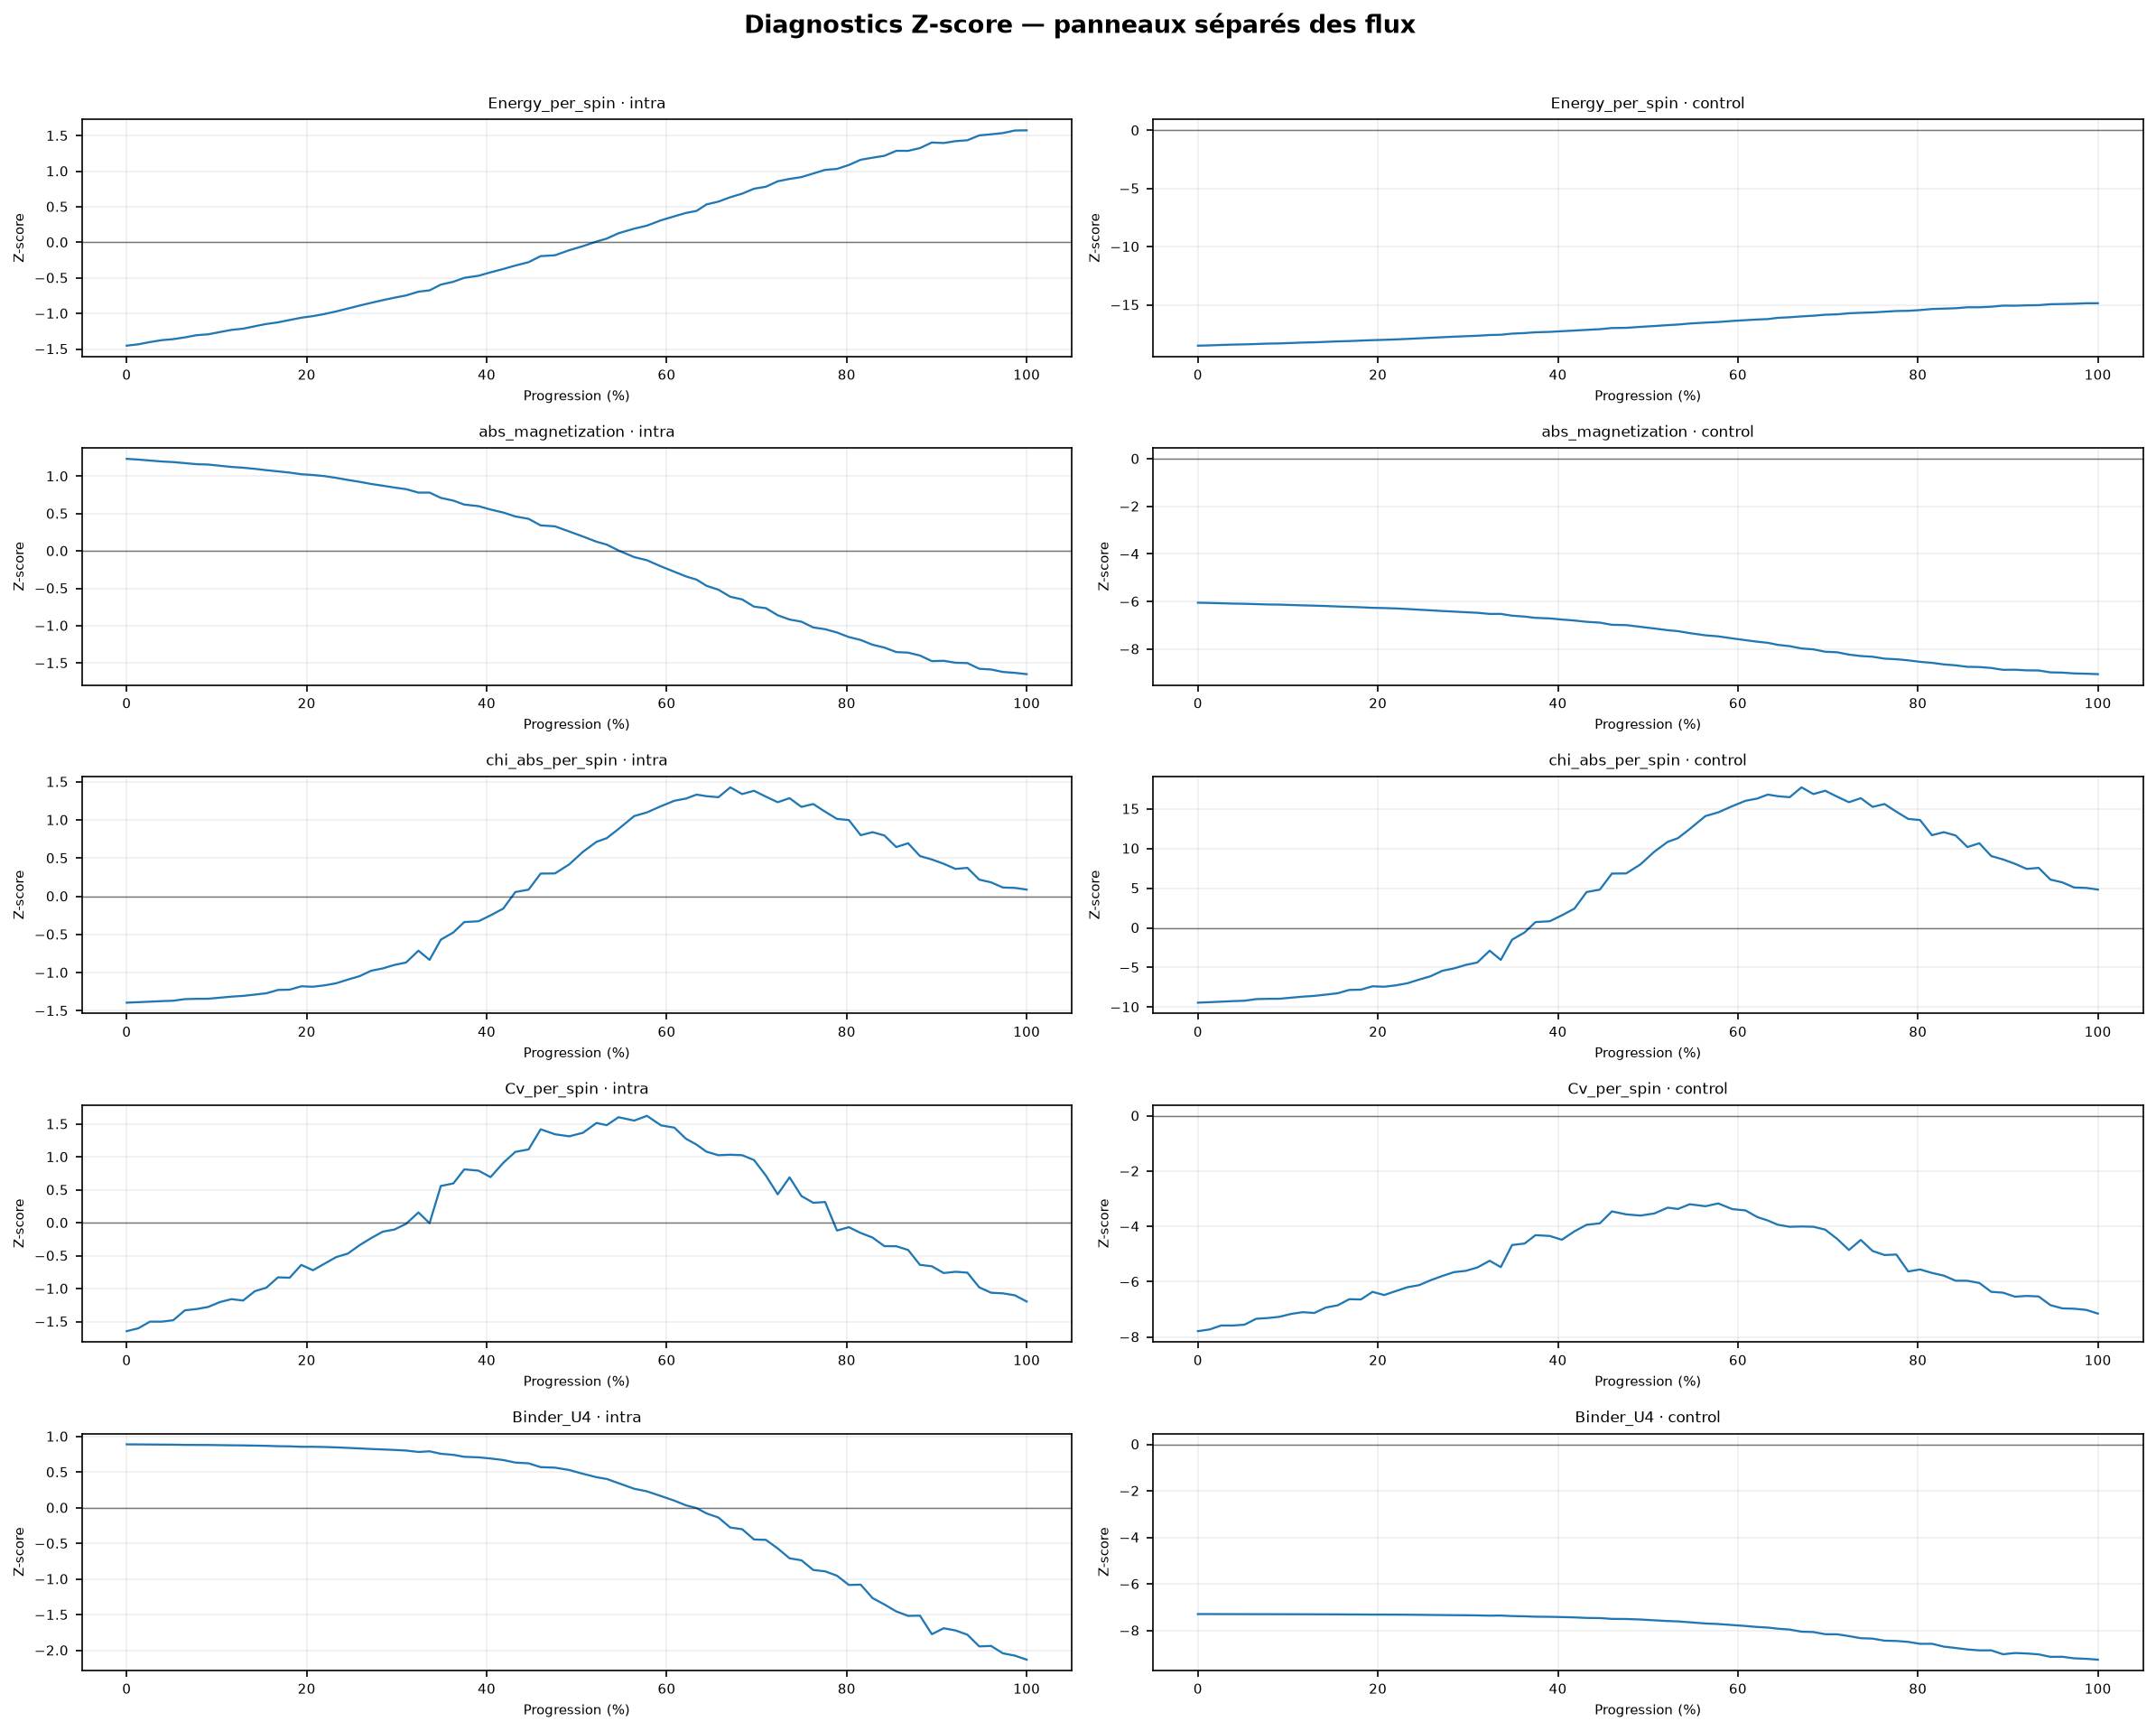 Diagnostics Z-score — panneaux séparés des flux
Energy_per_spin · intra
1.5
1.0
0.5
0.0
−0.5
−1.0
−1.5
Z-score
0 20 40 60 80 100
Progression (%)
Energy_per_spin · control
0
−5
−10
−15
Z-score
0 20 40 60 80 100
Progression (%)
abs_magnetization · intra
1.0
0.5
0.0
−0.5
−1.0
−1.5
Z-score
0 20 40 60 80 100
Progression (%)
abs_magnetization · control
0
−2
−4
−6
−8
Z-score
0 20 40 60 80 100
Progression (%)
chi_abs_per_spin · intra
1.5
1.0
0.5
0.0
−0.5
−1.0
−1.5
Z-score
0 20 40 60 80 100
Progression (%)
chi_abs_per_spin · control
15
10
5
0
−5
−10
Z-score
0 20 40 60 80 100
Progression (%)
Cv_per_spin · intra
1.5
1.0
0.5
0.0
−0.5
−1.0
−1.5
Z-score
0 20 40 60 80 100
Progression (%)
Cv_per_spin · control
0
−2
−4
−6
−8
Z-score
0 20 40 60 80 100
Progression (%)
Binder_U4 · intra
1.0
0.5
0.0
−0.5
−1.0
−1.5
−2.0
Z-score
0 20 40 60 80 100
Progression (%)
Binder_U4 · control
0
−2
−4
−6
−8
Z-score
0 20 40 60 80 100
Progression (%)